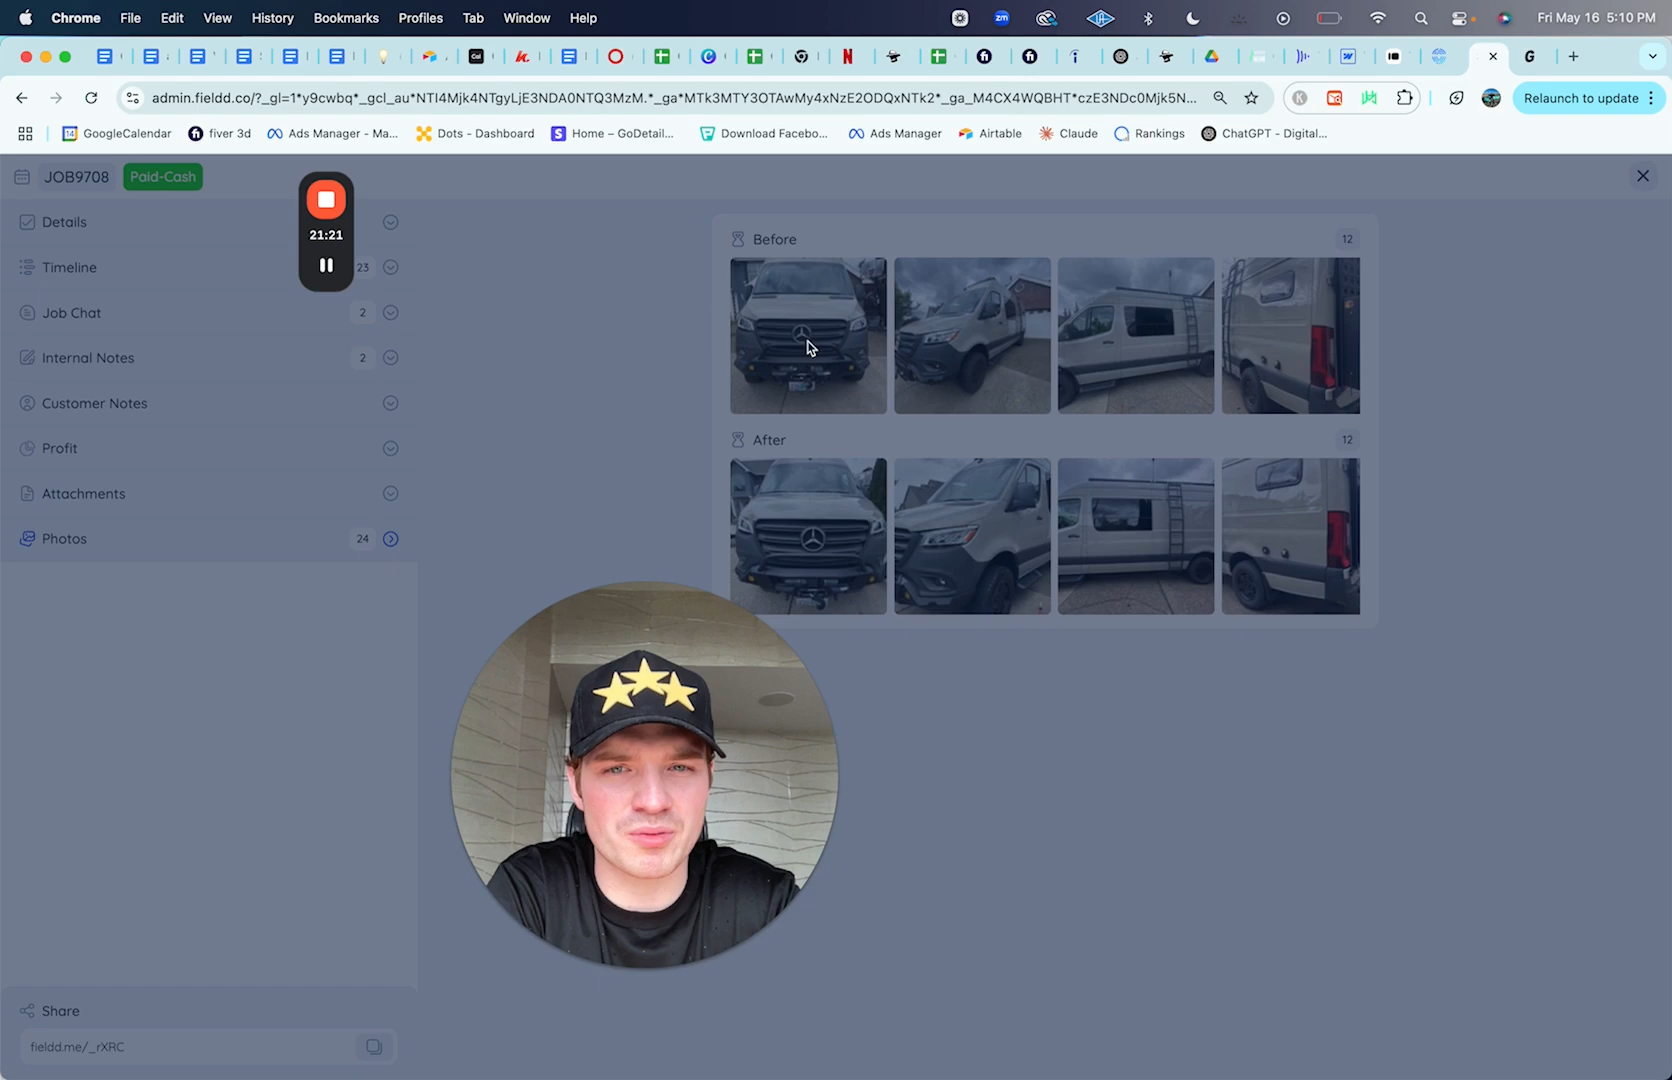 Chrome File Edit View History Bookmarks Profiles Tab Window Help zm Fri May 16 5:10 PM
admin.fieldd.co/?_gl=1*y9cwbq*_gcl_au*NTI4Mjk4NTgyLjE3NDA0NTQ3MzM.*_ga*MTk3MTY3OTAwMy4xNzE2ODQxNTk2*_ga_M4CX4WQBHT*czE3NDc0Mjk5N... Relaunch to update
GoogleCalendar fiver 3d Ads Manager - Ma... Dots - Dashboard Home – GoDetail... Download Facebo... Ads Manager Airtable Claude Rankings ChatGPT - Digital...
JOB9708 Paid-Cash
Details
21:21
Timeline 23
Job Chat 2
Internal Notes 2
Customer Notes
Profit
Attachments
Photos 24
Before 12
After 12
Share
fieldd.me/_rXRC